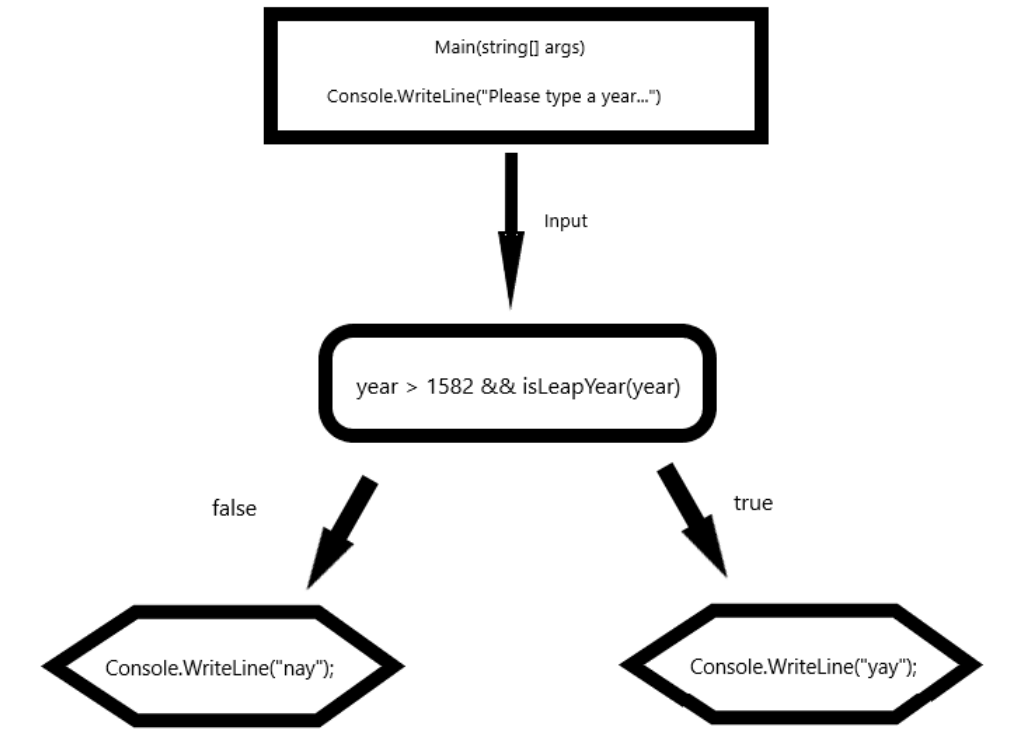 Main(string[] args)
Console.WriteLine("Please type a year...")
Input
year > 1582 && isLeapYear(year)
false
true
Console.WriteLine("nay");
Console.WriteLine("yay");